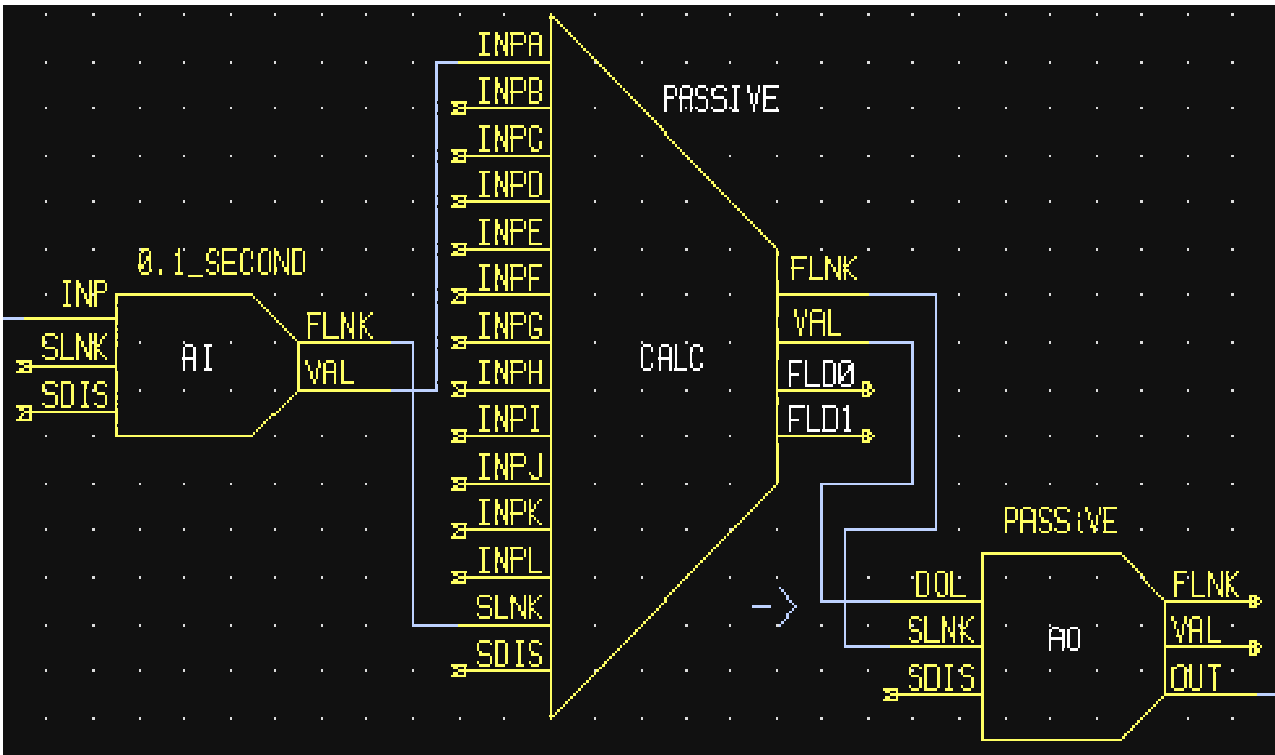 0.1_SECOND
INP
SLNK
SDIS
AI
FLNK
VAL
INPA
INPB
INPC
INPD
INPE
INPF
INPG
INPH
INPI
INPJ
INPK
INPL
SLNK
SDIS
PASSIVE
CALC
FLNK
VAL
FLD0
FLD1
PASSIVE
DOL
SLNK
SDIS
AO
FLNK
VAL
OUT